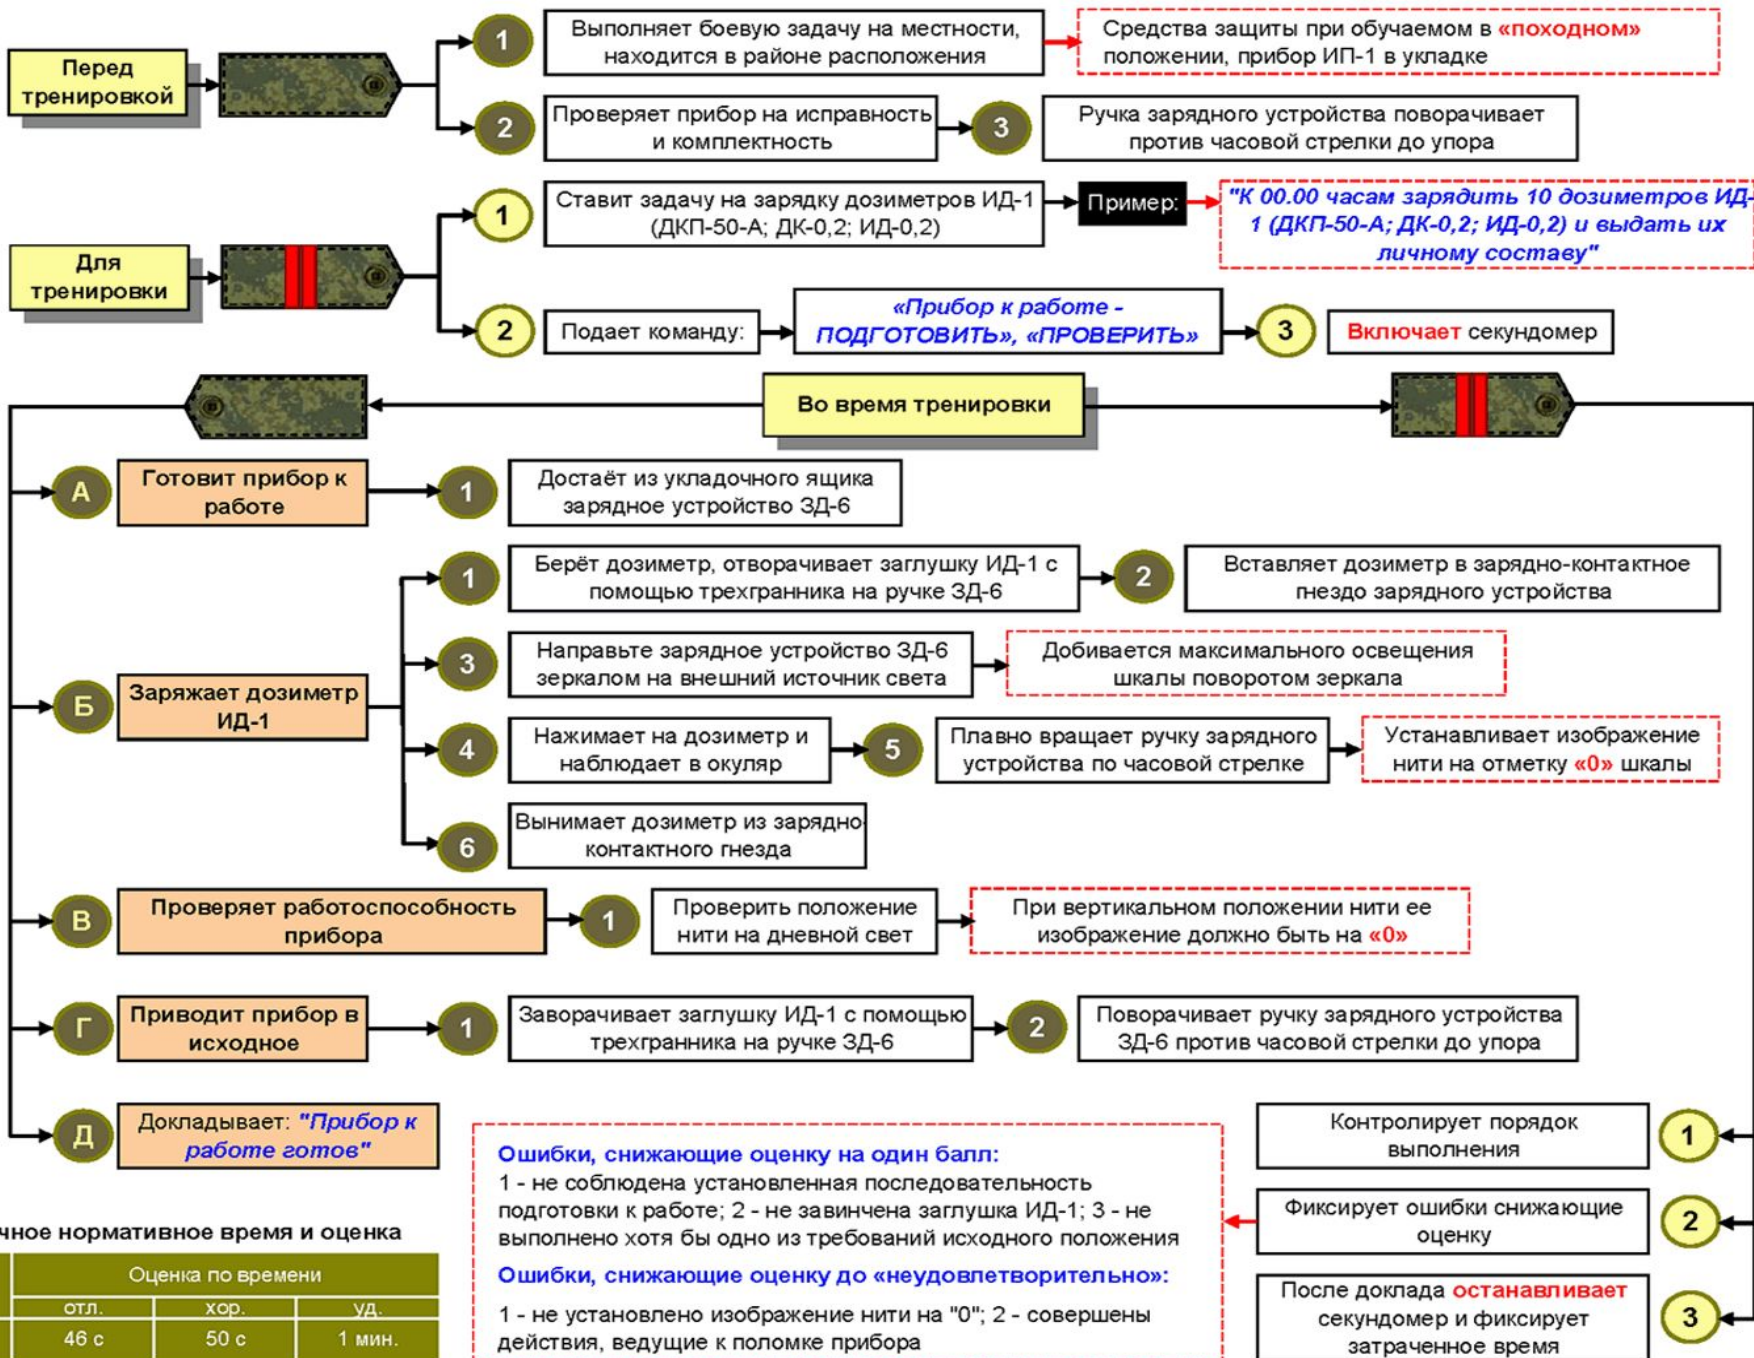 Перед
тренировкой
1
Выполняет боевую задачу на местности,
находится в районе расположения
Средства защиты при обучаемом в «походном»
положении, прибор ИП-1 в укладке
2
Проверяет прибор на исправность
и комплектность
3
Ручка зарядного устройства поворачивает
против часовой стрелки до упора
Для
тренировки
1
Ставит задачу на зарядку дозиметров ИД-1
(ДКП-50-А; ДК-0,2; ИД-0,2)
Пример:
"К 00.00 часам зарядить 10 дозиметров ИД-
1 (ДКП-50-А; ДК-0,2; ИД-0,2) и выдать их
личному составу"
2
Подает команду:
«Прибор к работе -
ПОДГОТОВИТЬ», «ПРОВЕРИТЬ»
3
Включает секундомер
Во время тренировки
А
Готовит прибор к
работе
1
Достаёт из укладочного ящика
зарядное устройство ЗД-6
Б
Заряжает дозиметр
ИД-1
1
Берёт дозиметр, отворачивает заглушку ИД-1 с
помощью трехгранника на ручке ЗД-6
2
Вставляет дозиметр в зарядно-контактное
гнездо зарядного устройства
3
Направьте зарядное устройство ЗД-6
зеркалом на внешний источник света
Добивается максимального освещения
шкалы поворотом зеркала
4
Нажимает на дозиметр и
наблюдает в окуляр
5
Плавно вращает ручку зарядного
устройства по часовой стрелке
Устанавливает изображение
нити на отметку «0» шкалы
6
Вынимает дозиметр из зарядно-
контактного гнезда
В
Проверяет работоспособность
прибора
1
Проверить положение
нити на дневной свет
При вертикальном положении нити ее
изображение должно быть на «0»
Г
Приводит прибор в
исходное
1
Заворачивает заглушку ИД-1 с помощью
трехгранника на ручке ЗД-6
2
Поворачивает ручку зарядного устройства
ЗД-6 против часовой стрелки до упора
Д
Докладывает: "Прибор к
работе готов"
Ошибки, снижающие оценку на один балл:
1 - не соблюдена установленная последовательность
подготовки к работе; 2 - не завинчена заглушка ИД-1; 3 - не
выполнено хотя бы одно из требований исходного положения
Ошибки, снижающие оценку до «неудовлетворительно»:
1 - не установлено изображение нити на "0"; 2 - совершены
действия, ведущие к поломке прибора
Контролирует порядок
выполнения
1
Фиксирует ошибки снижающие
оценку
2
После доклада останавливает
секундомер и фиксирует
затраченное время
3
нормативное время и оценка
Оценка по времени
отл.
хор.
уд.
46 с
50 с
1 мин.